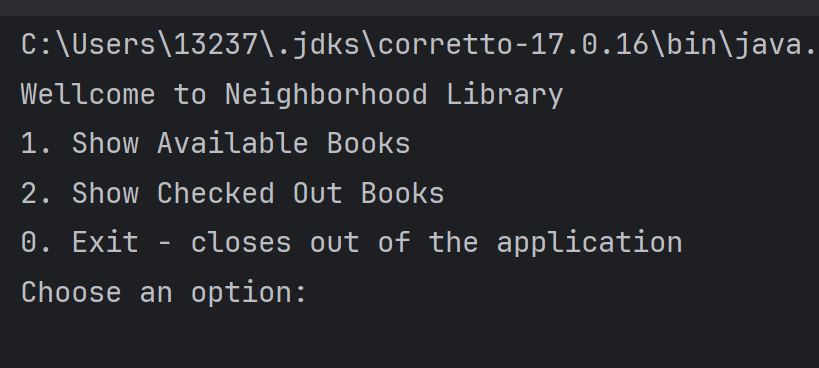 C:\Users\13237\.jdks\corretto-17.0.16\bin\java.
Wellcome to Neighborhood Library
1. Show Available Books
2. Show Checked Out Books
0. Exit - closes out of the application
Choose an option: